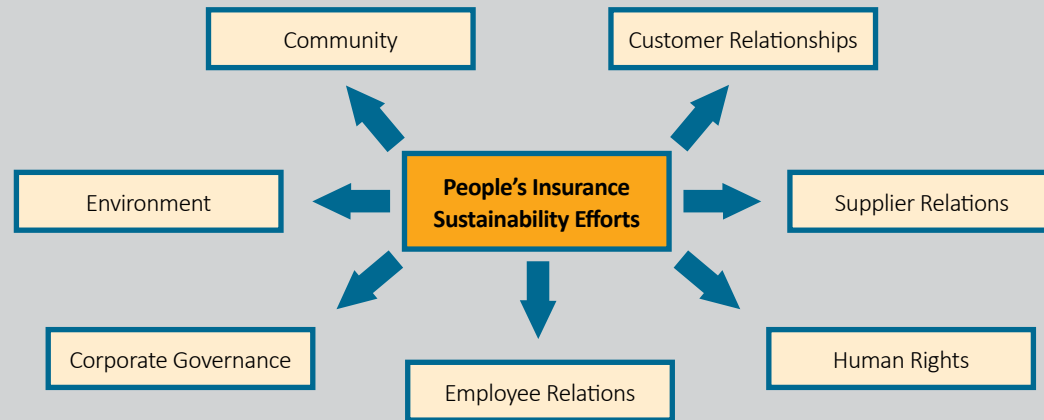 Community
Customer Relationships
People’s Insurance
Sustainability Efforts
Environment
Supplier Relations
Corporate Governance
Employee Relations
Human Rights